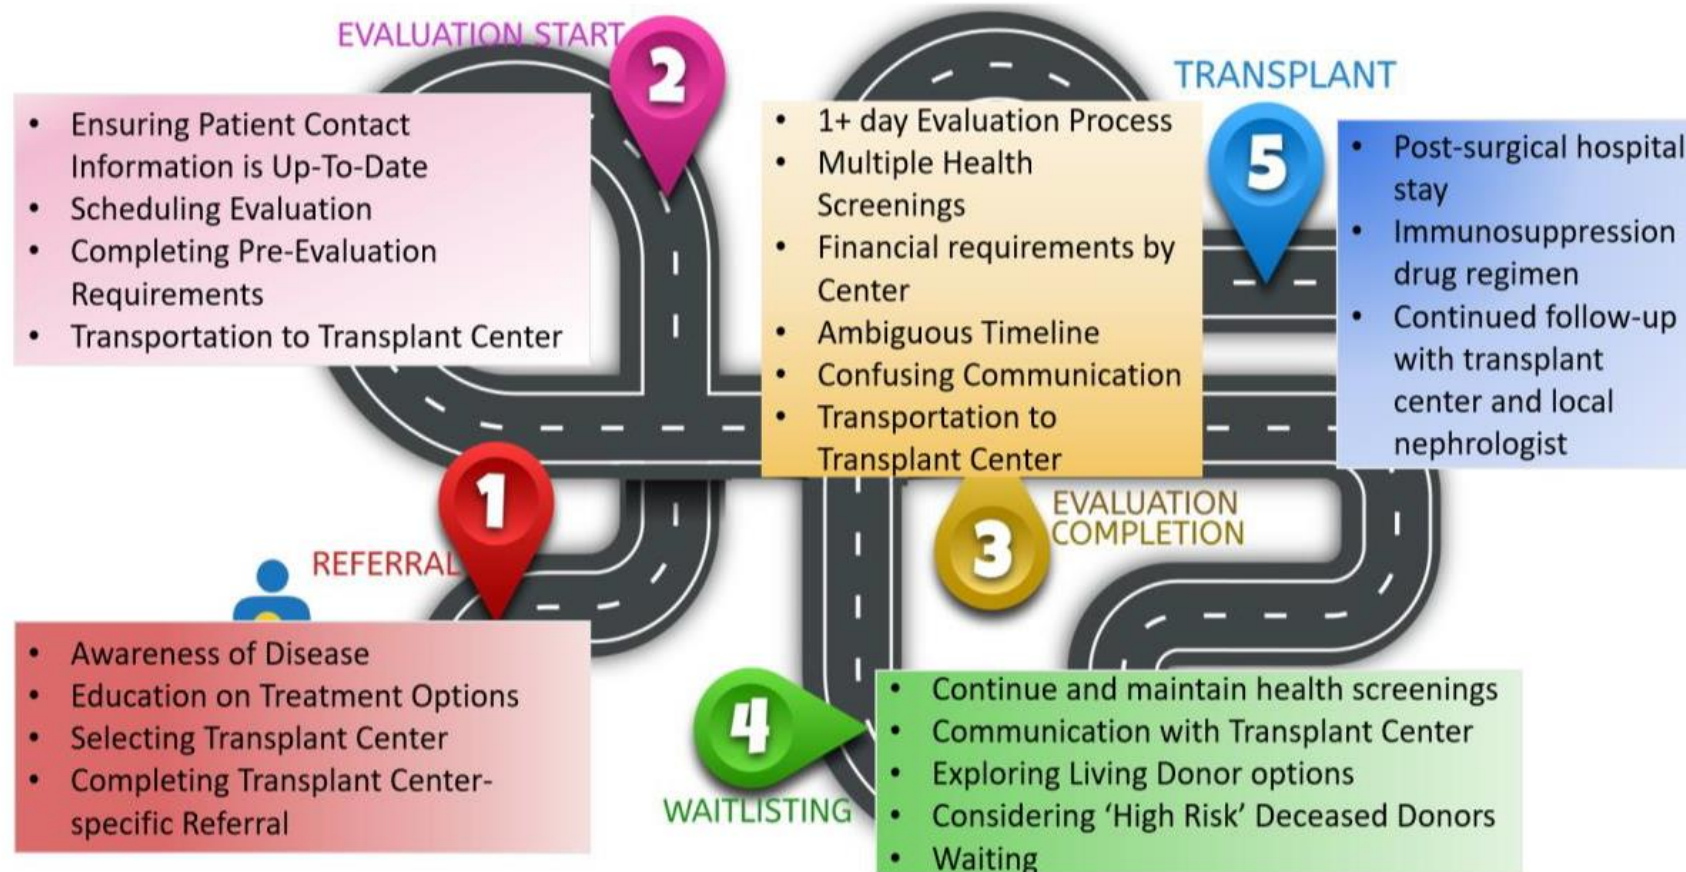 1
REFERRAL
• Awareness of Disease
• Education on Treatment Options
• Selecting Transplant Center
• Completing Transplant Center-
specific Referral
EVALUATION START
2
• Ensuring Patient Contact
Information is Up-To-Date
• Scheduling Evaluation
• Completing Pre-Evaluation
Requirements
• Transportation to Transplant Center
• 1+ day Evaluation Process
• Multiple Health
Screenings
• Financial requirements by
Center
• Ambiguous Timeline
• Confusing Communication
• Transportation to
Transplant Center
3
EVALUATION
COMPLETION
4
WAITLISTING
• Continue and maintain health screenings
• Communication with Transplant Center
• Exploring Living Donor options
• Considering ‘High Risk’ Deceased Donors
• Waiting
TRANSPLANT
5
• Post-surgical hospital
stay
• Immunosuppression
drug regimen
• Continued follow-up
with transplant
center and local
nephrologist